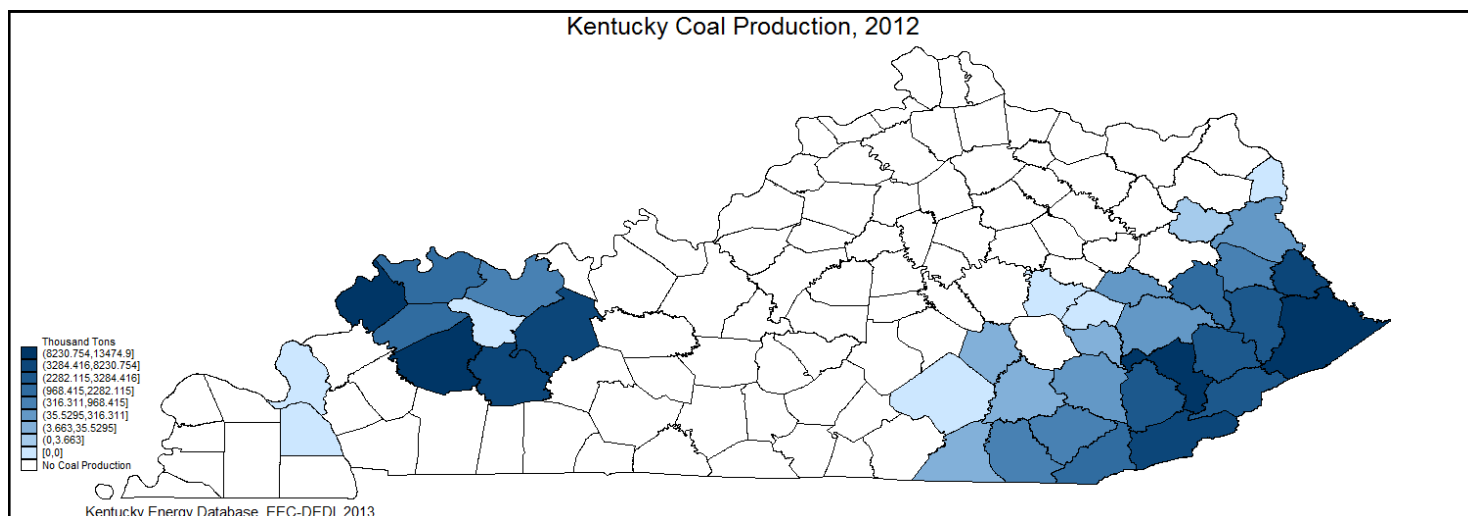 Kentucky Coal Production, 2012
Thousand Tons
(8230.754,13474.9]
(3284.416,8230.754]
(2282.115,3284.416]
(968.415,2282.115]
(316.311,968.415]
(35.5295,316.311]
(3.663,35.5295]
(0,3.663]
[0,0]
No Coal Production
Kentucky Energy Database, EEC-DEDI, 2013